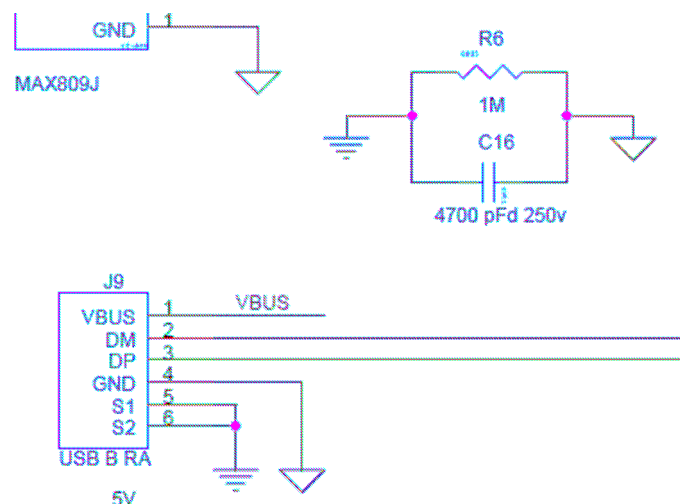 GND 1
MAX809J
R6
1M
C16
4700 pFd 250v
J9
VBUS 1 VBUS
DM 2
DP 3
GND 4
S1 5
S2 6
USB B RA
5V